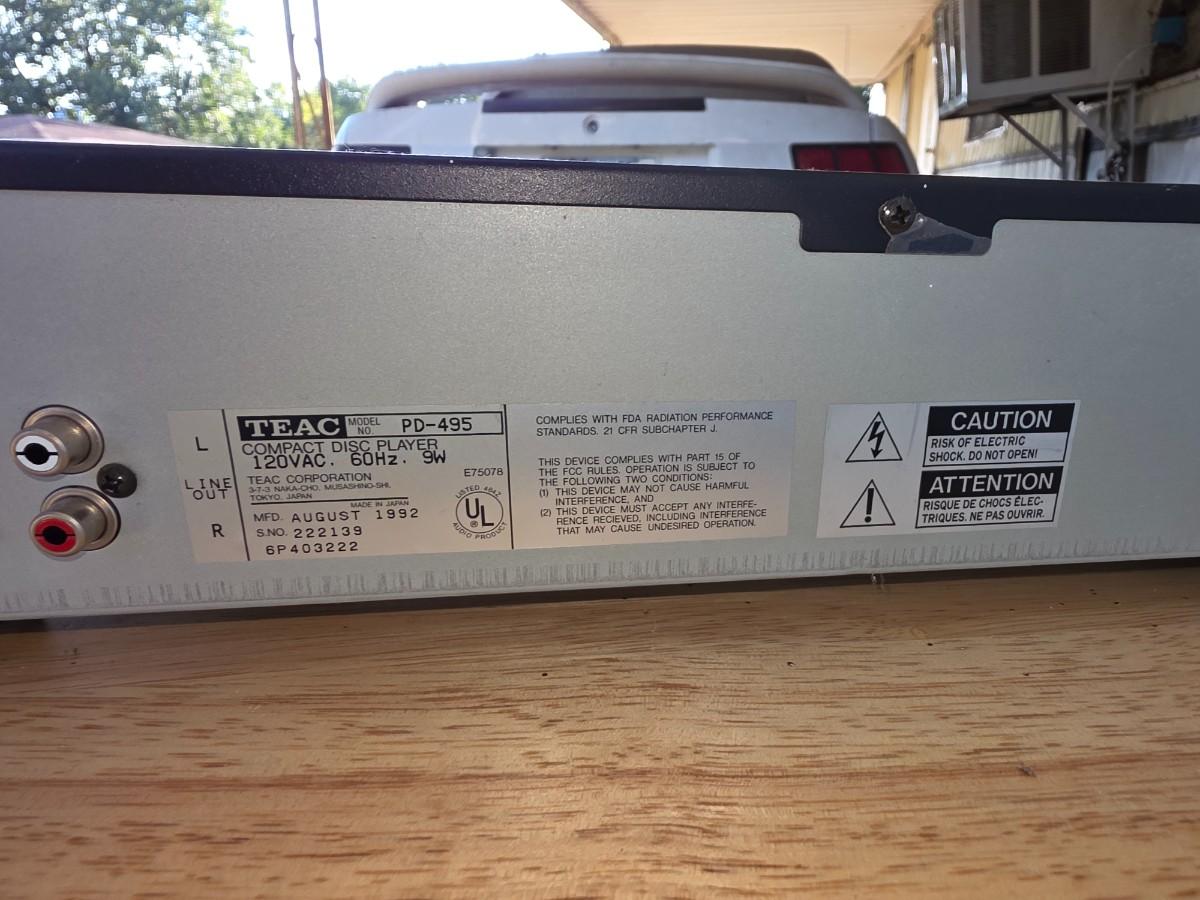 L
LINE
OUT
R
TEAC MODEL NO. PD-495
COMPACT DISC PLAYER
120VAC. 60Hz. 9W
TEAC CORPORATION E75078
3-7-3 NAKA-CHO, MUSASHINO-SHI,
TOKYO, JAPAN
MADE IN JAPAN
MFD. AUGUST 1992
S.NO. 222139
6P403222
LISTED 484Z
UL
®
AUDIO PRODUCT
COMPLIES WITH FDA RADIATION PERFORMANCE
STANDARDS. 21 CFR SUBCHAPTER J.
THIS DEVICE COMPLIES WITH PART 15 OF
THE FCC RULES. OPERATION IS SUBJECT TO
THE FOLLOWING TWO CONDITIONS:
(1) THIS DEVICE MAY NOT CAUSE HARMFUL
INTERFERENCE, AND
(2) THIS DEVICE MUST ACCEPT ANY INTERFE-
RENCE RECIEVED, INCLUDING INTERFERENCE
THAT MAY CAUSE UNDESIRED OPERATION.
CAUTION
RISK OF ELECTRIC
SHOCK. DO NOT OPEN!
ATTENTION
RISQUE DE CHOCS ÉLEC-
TRIQUES. NE PAS OUVRIR.